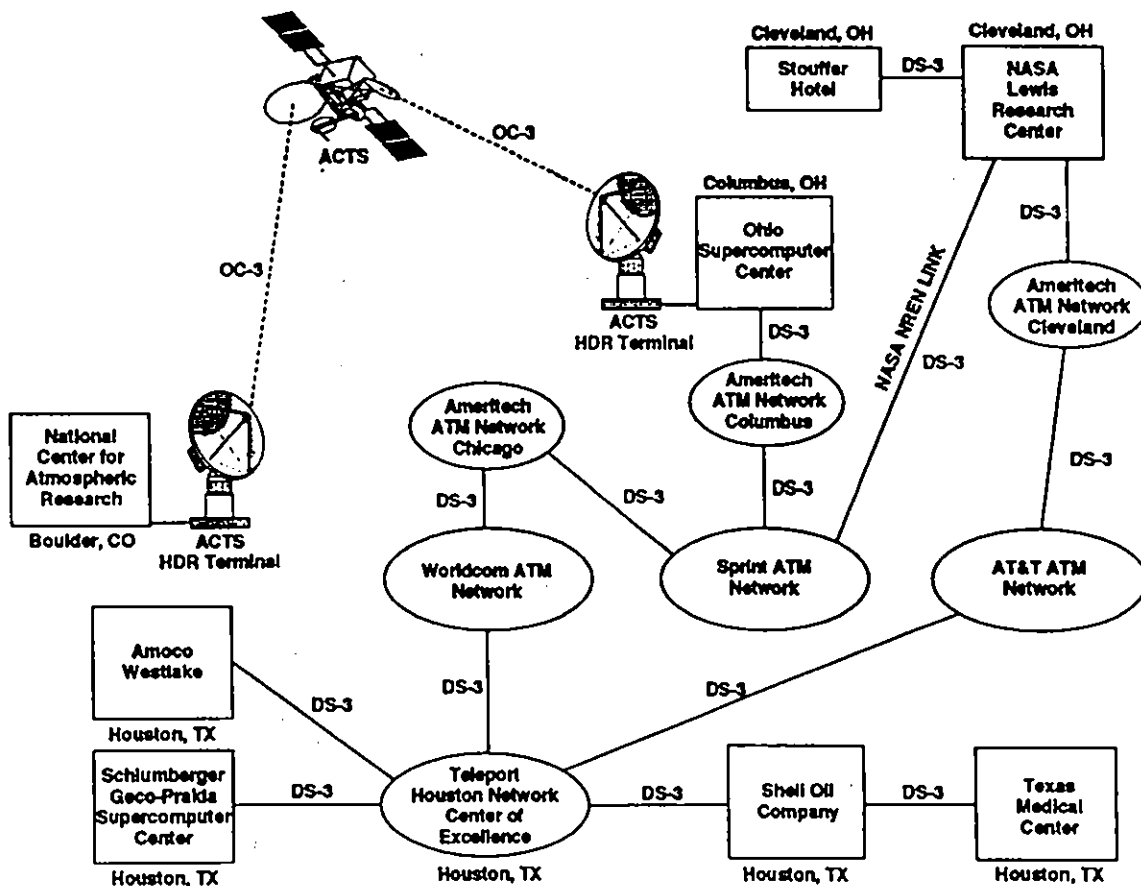 Cleveland, OH
Cleveland, OH
Stouffer
Hotel
DS-3
NASA
Lewis
Research
Center
ACTS
OC-3
OC-3
Columbus, OH
Ohio
Supercomputer
Center
ACTS
HDR Terminal
DS-3
DS-3
NASA NREN LINK
DS-3
Ameritech
ATM Network
Cleveland
Ameritech
ATM Network
Columbus
Ameritech
ATM Network
Chicago
National
Center for
Atmospheric
Research
Boulder, CO
ACTS
HDR Terminal
DS-3
DS-3
DS-3
DS-3
Worldcom ATM
Network
Sprint ATM
Network
AT&T ATM
Network
Amoco
Westlake
Houston, TX
DS-3
DS-3
DS-3
Schlumberger
Geco-Prakla
Supercomputer
Center
Houston, TX
DS-3
Teleport
Houston Network
Center of
Excellence
Houston, TX
DS-3
Shell Oil
Company
Houston, TX
DS-3
Texas
Medical
Center
Houston, TX